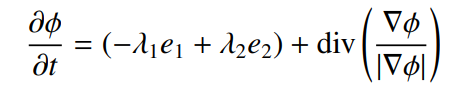 ∂ϕ/∂t = (−λ₁e₁ + λ₂e₂) + div(∇ϕ/|∇ϕ|)